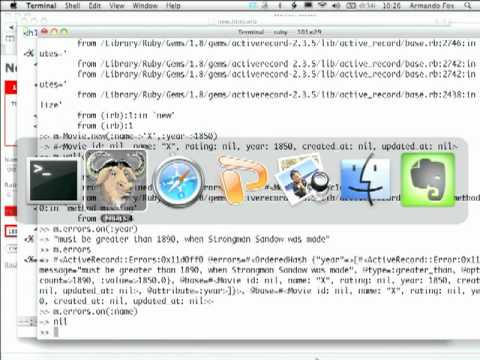 Terminal Shell Edit View Window Help 10:26 Armando Fox
new.html.erb
Terminal — ruby — 101×29
from /Library/Ruby/Gems/1.8/gems/activerecord-2.3.5/lib/active_record/base.rb:2746:in
utes='
from /Library/Ruby/Gems/1.8/gems/activerecord-2.3.5/lib/active_record/base.rb:2742:in
from /Library/Ruby/Gems/1.8/gems/activerecord-2.3.5/lib/active_record/base.rb:2742:in
utes='
from /Library/Ruby/Gems/1.8/gems/activerecord-2.3.5/lib/active_record/base.rb:2438:in
lize'
from (irb):1:in `new'
from (irb):1
>> m=Movie.new(:name=>'X',:year=>1850)
=> #<Movie id: nil, name: "X", rating: nil, year: 1850, created_at: nil, updated_at: nil>
method
0:in `method_missing'
from
Emacs
>> m.errors.on(:year)
=> "must be greater than 1890, when Strongman Sandow was made"
>> m.errors
=> #<ActiveRecord::Errors:0x11d0ff0 @errors=#<OrderedHash {"year"=>[#<ActiveRecord::Error:0x11
message="must be greater than 1890, when Strongman Sandow was made", @type=:greater_than, @opt
count=>1890, :value=>1850.0}, @base=#<Movie id: nil, name: "X", rating: nil, year: 1850, creat
nil, updated_at: nil>, @attribute=:year>]}>, @base=#<Movie id: nil, name: "X", rating: nil, ye
0, created_at: nil, updated_at: nil>>
>> m.errors.on(:name)
=> nil
>>